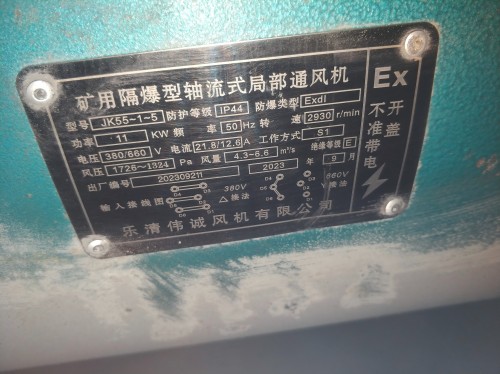 矿用隔爆型轴流式局部通风机
型号 JK55-1-5 防护等级 IP44 防爆类型 ExdI
功率 11 KW 频率 50 Hz 转速 2930 r/min
电压 380/660 V 电流 21.8/12.6 A 工作方式 S1
风压 1726~1324 Pa 风量 4.3-6.6 m³/s 绝缘等级 E
出厂编号 202309211 2023 年 9 月
输入接线图 380V △接法 660V Y接法
乐清伟诚风机有限公司
Ex
开盖
不准带电